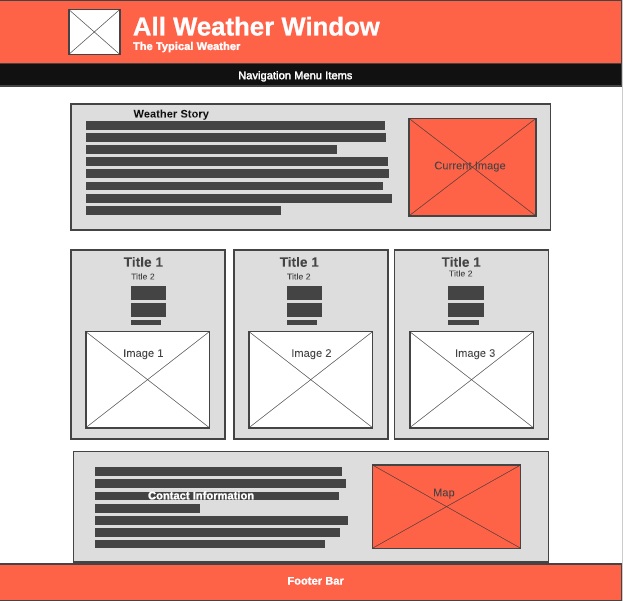 All Weather Window
The Typical Weather
Navigation Menu Items
Weather Story
Current Image
Title 1
Title 2
Image 1
Title 1
Title 2
Image 2
Title 1
Title 2
Image 3
Contact Information
Map
Footer Bar